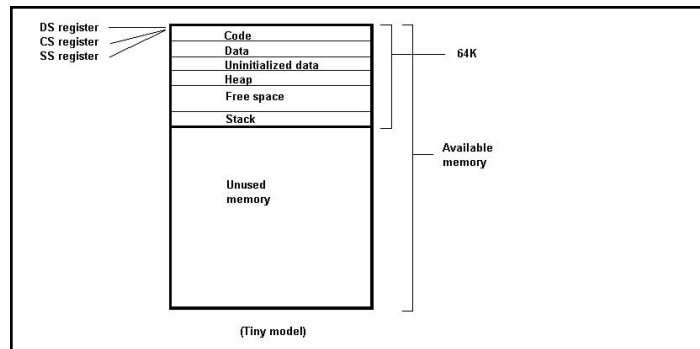 DS register
CS register
SS register
Code
Data
Uninitialized data
Heap
Free space
Stack
64K
Available
memory
Unused
memory
(Tiny model)